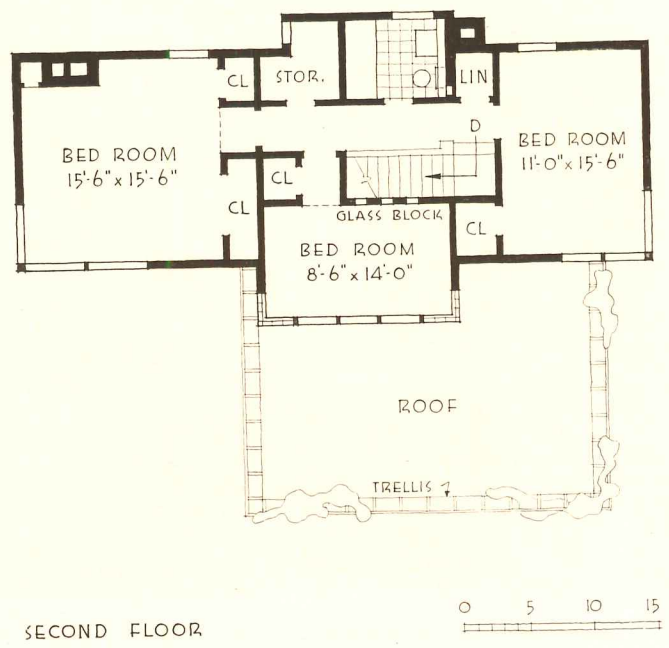 CL
STOR.
LIN
D
BED ROOM
15'-6" x 15'-6"
BED ROOM
11'-0" x 15'-6"
CL
CL
GLASS BLOCK
CL
BED ROOM
8'-6" x 14'-0"
ROOF
TRELLIS
0 5 10 15
SECOND FLOOR